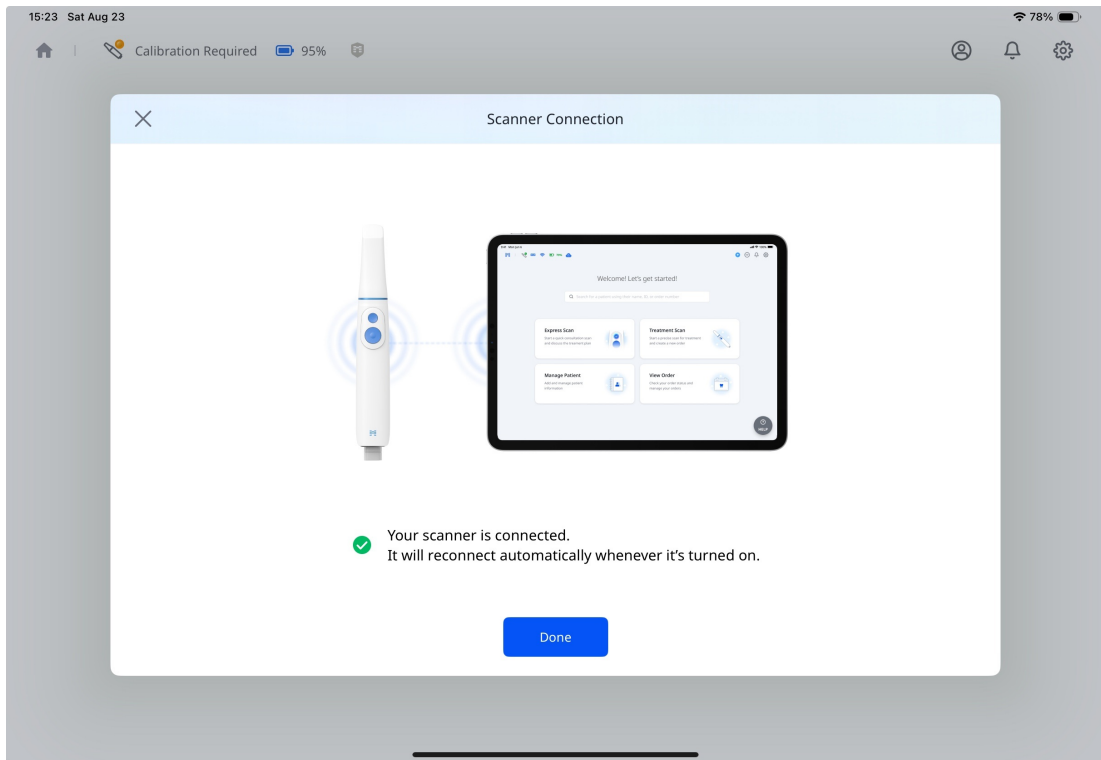 15:23 Sat Aug 23
78%
Calibration Required 95%
Scanner Connection
Welcome! Let's get started!
Express Scan
Treatment Scan
Manage Patient
View Order
HELP
Your scanner is connected.
It will reconnect automatically whenever it's turned on.
Done